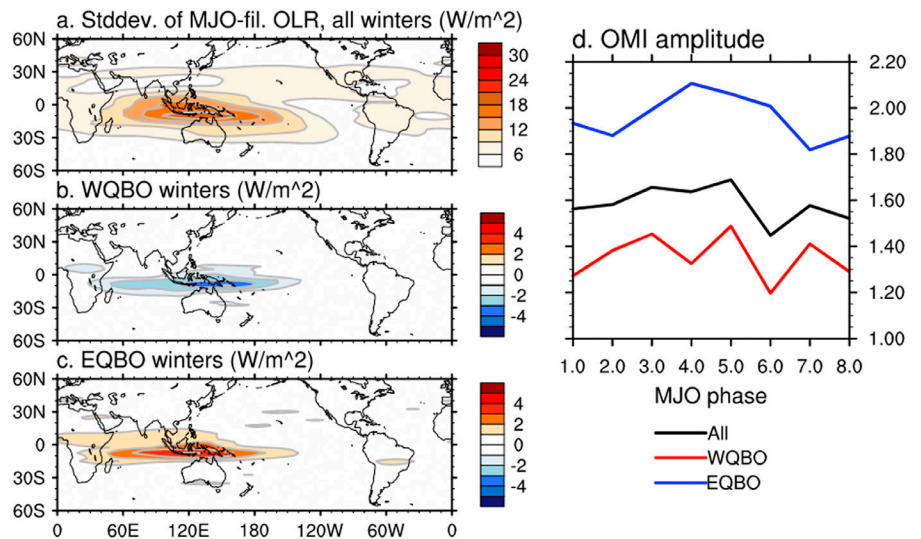 a. Stddev. of MJO-fil. OLR, all winters (W/m^2)
60N
30N
0
30S
60S
30
24
18
12
6
b. WQBO winters (W/m^2)
60N
30N
0
30S
60S
4
2
0
-2
-4
c. EQBO winters (W/m^2)
60N
30N
0
30S
60S
0
60E
120E
180
120W
60W
0
4
2
0
-2
-4
d. OMI amplitude
2.20
2.00
1.80
1.60
1.40
1.20
1.00
1.0
2.0
3.0
4.0
5.0
6.0
7.0
8.0
MJO phase
All
WQBO
EQBO